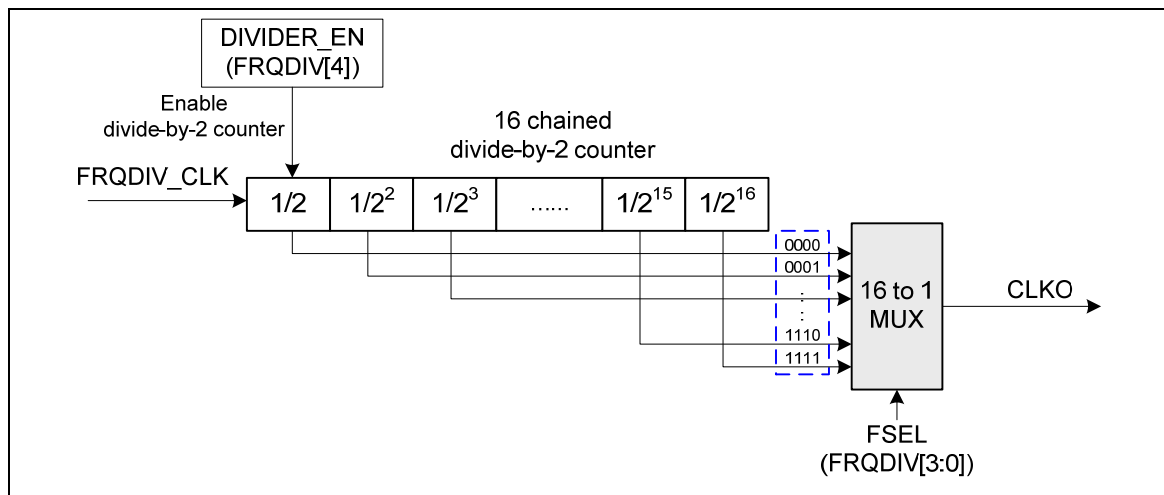 DIVIDER_EN
(FRQDIV[4])
Enable
divide-by-2 counter
16 chained
divide-by-2 counter
FRQDIV_CLK
1/2 1/2² 1/2³ ...... 1/2¹⁵ 1/2¹⁶
0000
0001
:
:
1110
1111
16 to 1
MUX
CLKO
FSEL
(FRQDIV[3:0])